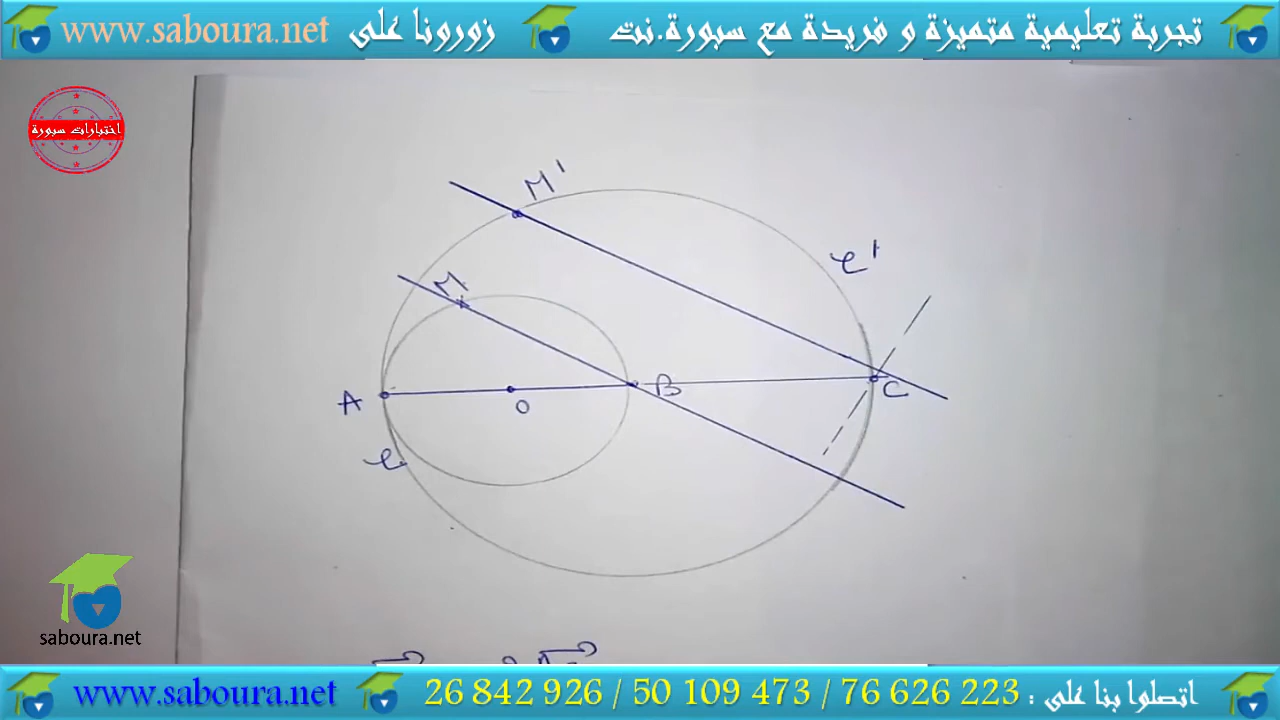 www.saboura.net زورونا على تجربة تعليمية متميزة و فريدة مع سبورة.نت
اختبارات سبورة
M'
M
A
O
B
C
saboura.net
www.saboura.net 26 842 926 / 50 109 473 / 76 626 223 : اتصلوا بنا على